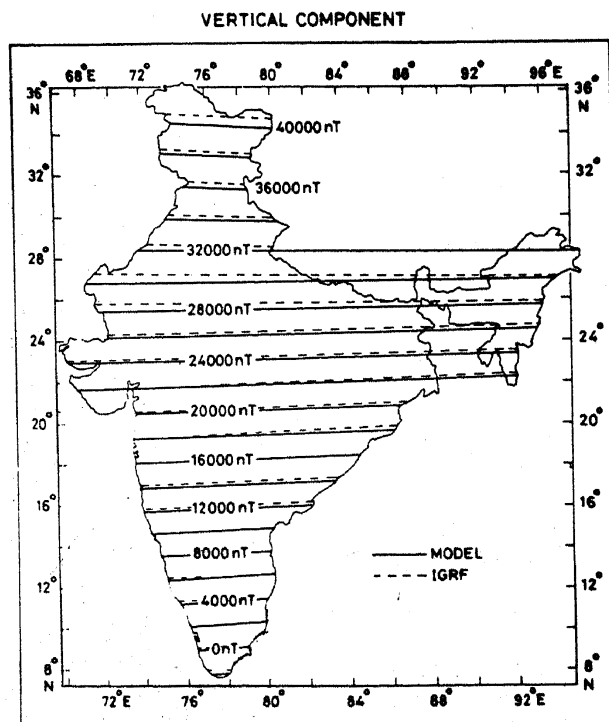 VERTICAL COMPONENT
68°E 72° 76° 80° 84° 88° 92° 96°E
36° N
36° N
40000 nT
32°
36000 nT
32°
32000 nT
28°
28°
28000 nT
24°
24000 nT
24°
20°
20000 nT
20°
16000 nT
16°
12000 nT
16°
8000 nT
MODEL
IGRF
12°
4000 nT
12°
0nT
8° N
8° N
72°E 76° 80° 84° 88° 92°E